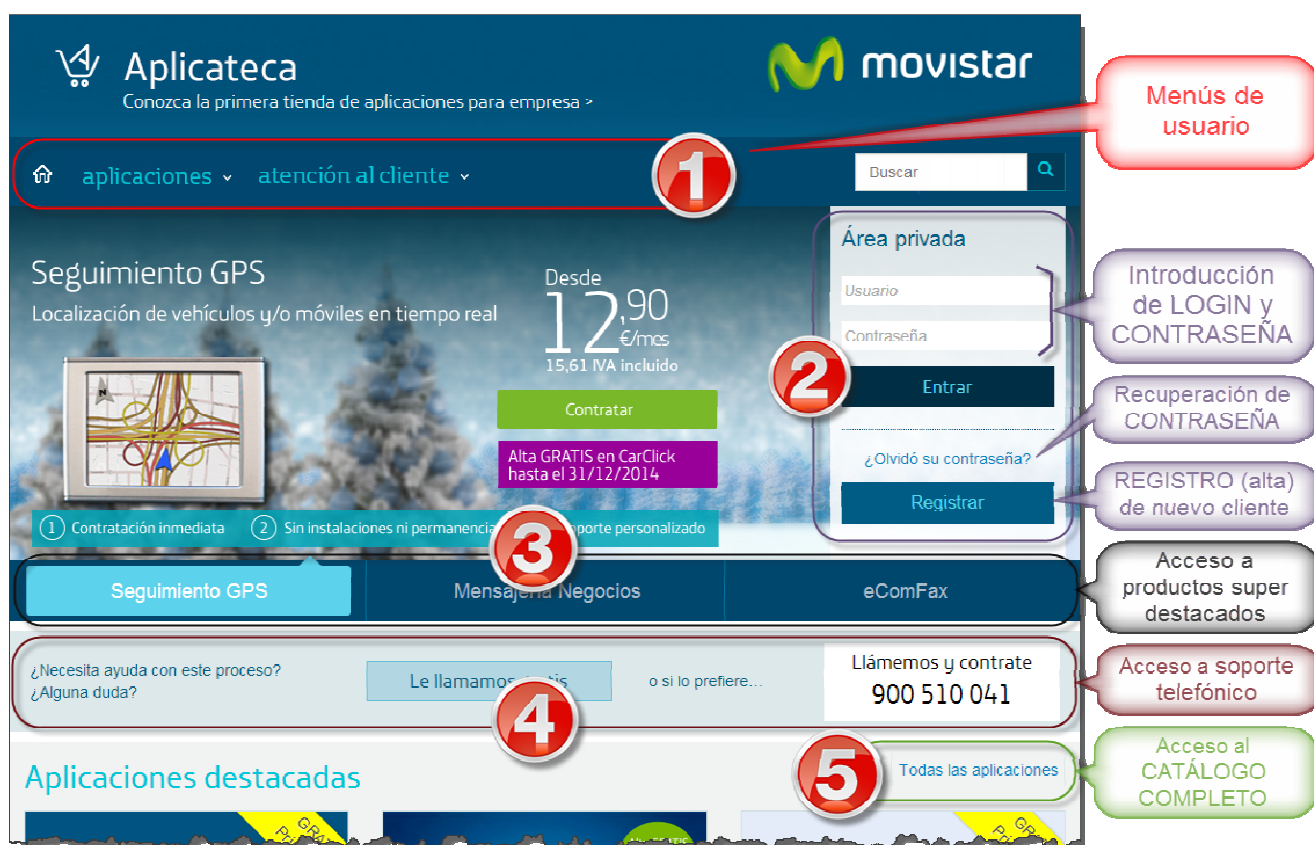 Aplicateca
Conozca la primera tienda de aplicaciones para empresa >
movistar
Menús de
usuario
aplicaciones
atención al cliente
1
Buscar
Seguimiento GPS
Localización de vehículos y/o móviles en tiempo real
Desde
12,90
€/mes
15,61 IVA incluido
Contratar
Alta GRATIS en CarClick
hasta el 31/12/2014
1 Contratación inmediata
2 Sin instalaciones ni permanencia
soporte personalizado
Área privada
Usuario
Contraseña
2
Entrar
¿Olvidó su contraseña?
Registrar
Introducción
de LOGIN y
CONTRASEÑA
Recuperación de
CONTRASEÑA
REGISTRO (alta)
de nuevo cliente
3
Seguimiento GPS
Mensajería Negocios
eComFax
Acceso a
productos super
destacados
¿Necesita ayuda con este proceso?
¿Alguna duda?
Le llamamos gratis
o si lo prefiere...
Llámemos y contrate
900 510 041
4
Acceso a soporte
telefónico
Aplicaciones destacadas
5
Todas las aplicaciones
Acceso al
CATÁLOGO
COMPLETO